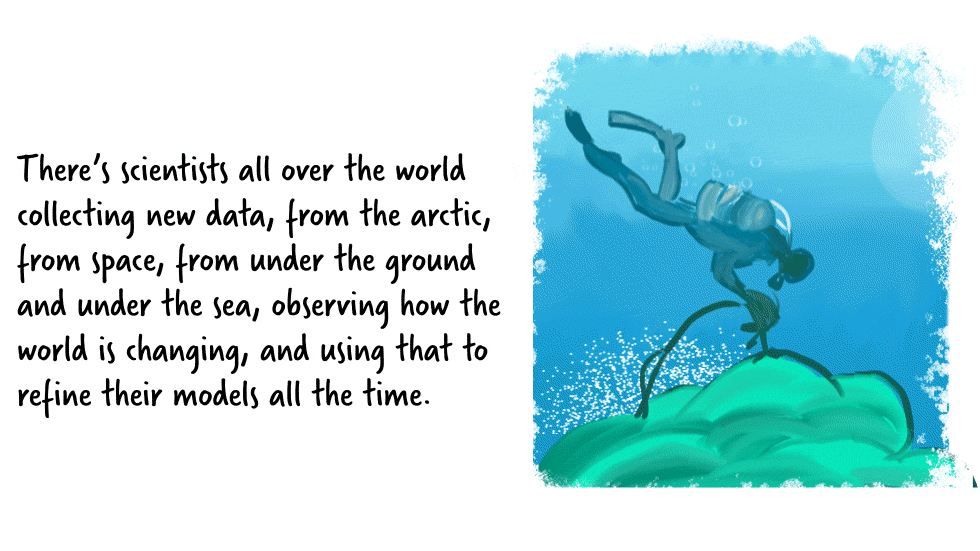 There's scientists all over the world
collecting new data, from the arctic,
from space, from under the ground
and under the sea, observing how the
world is changing, and using that to
refine their models all the time.